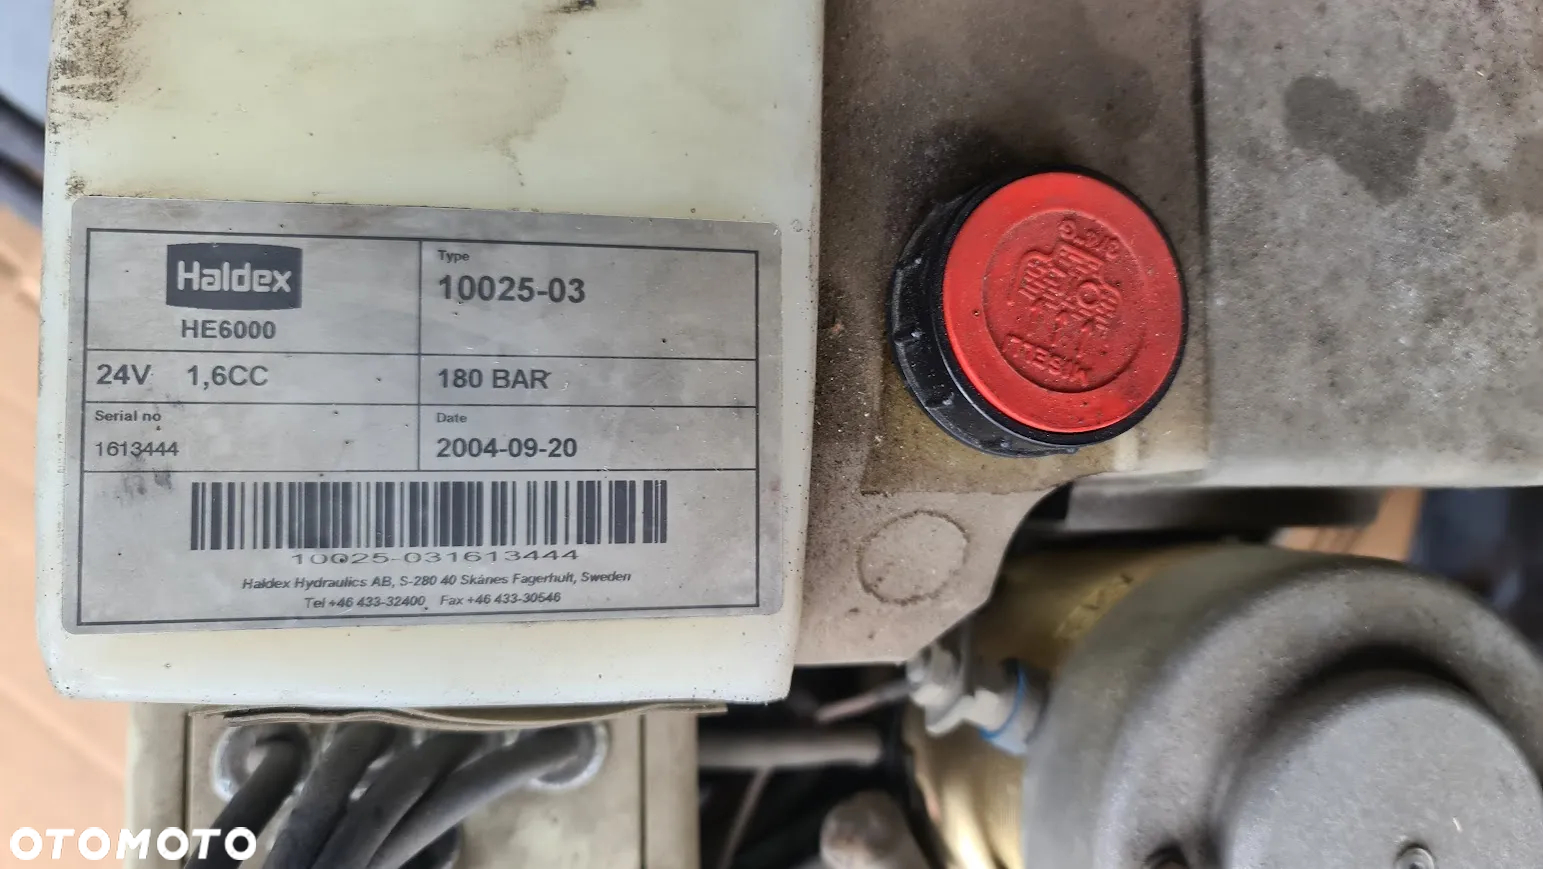 Haldex
HE6000
Type
10025-03
24V 1,6CC
180 BAR
Serial no
1613444
Date
2004-09-20
10025-031613444
Haldex Hydraulics AB, S-280 40 Skånes Fagerhult, Sweden
Tel +46 433-32400 Fax +46 433-30546
OTOMOTO